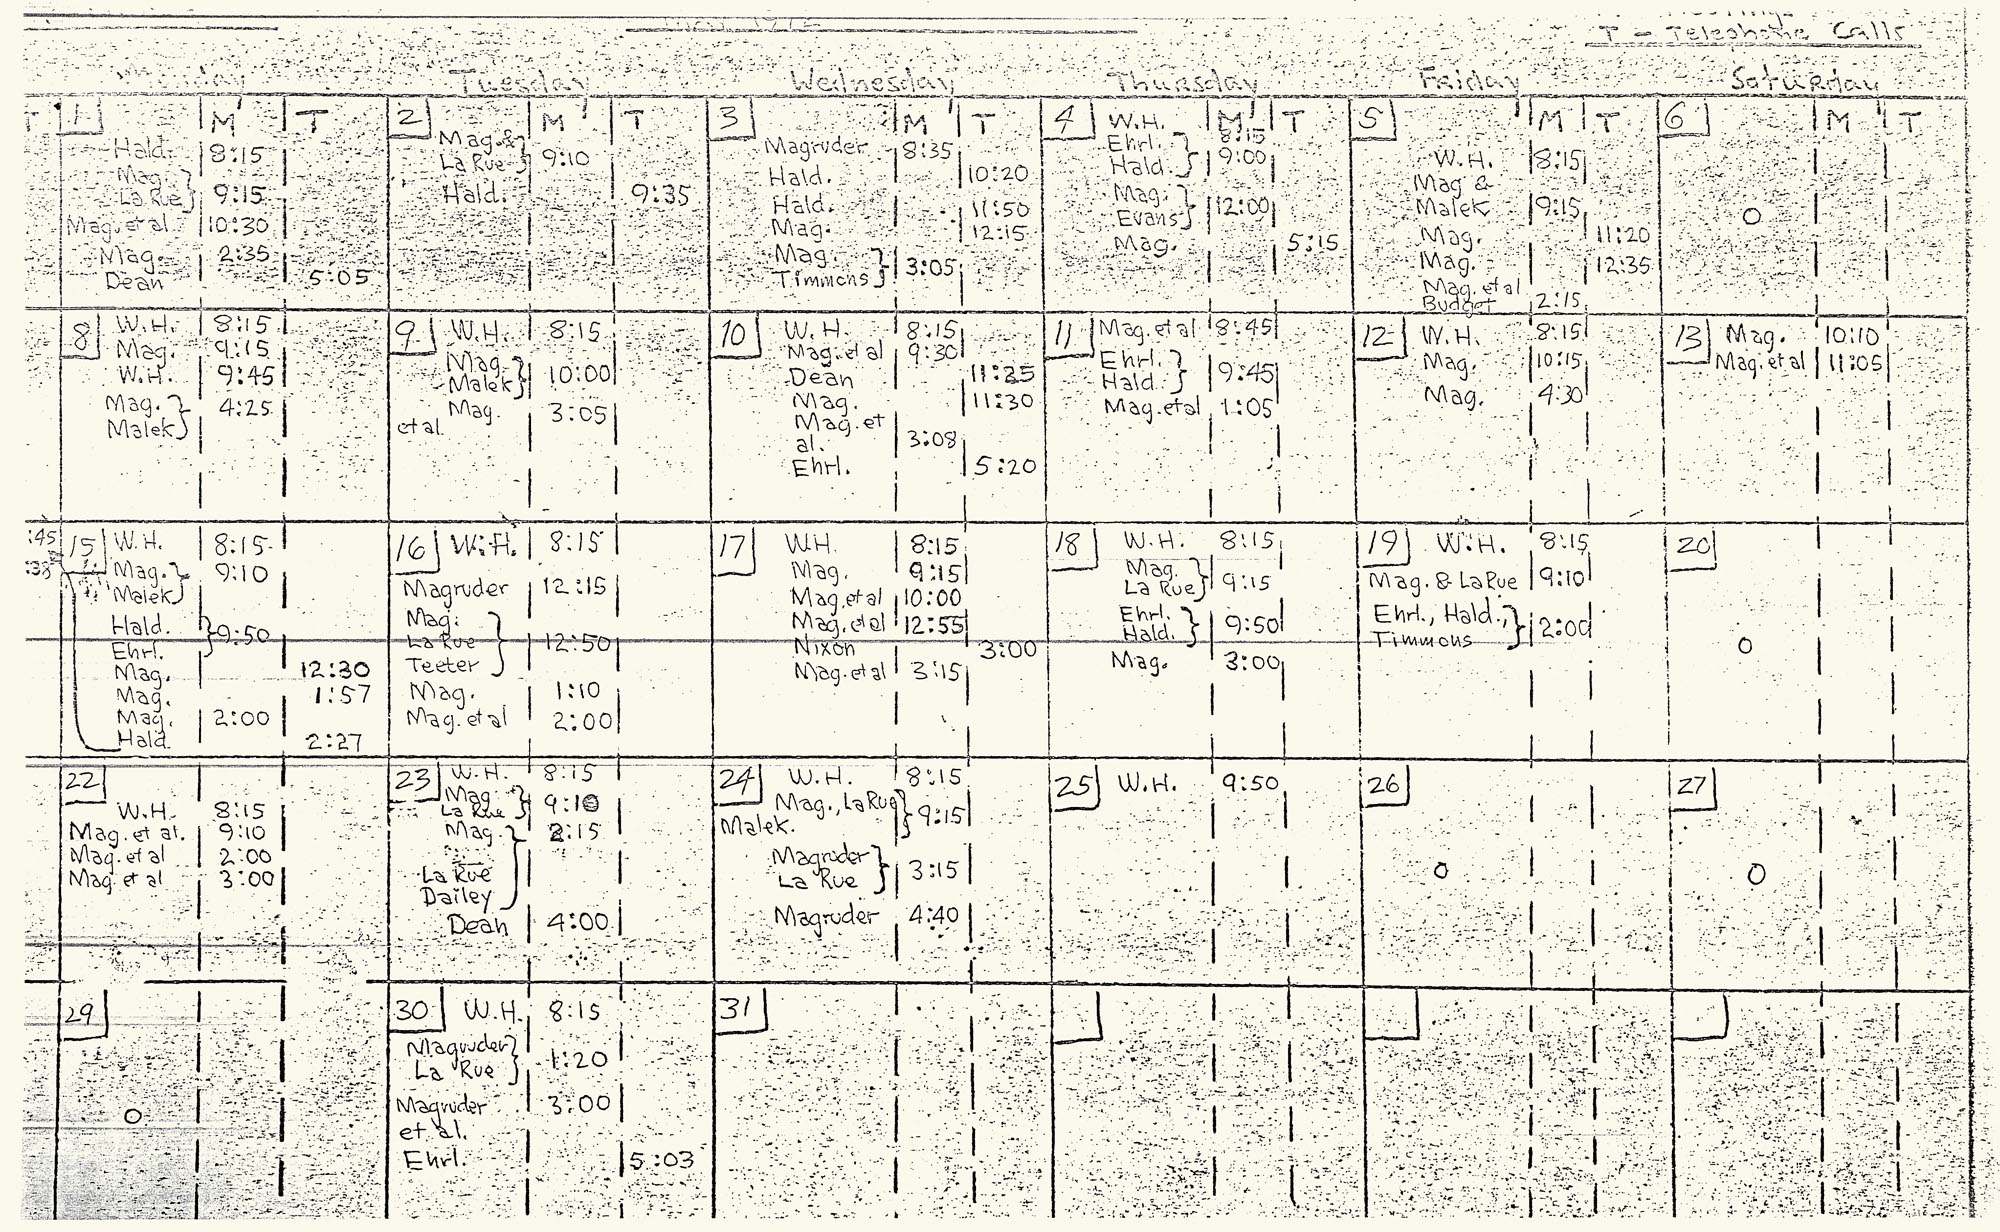 May 1972
T - Telephone Calls
Tuesday
Wednesday
Thursday
Friday
Saturday
T
1 M T
Hald. 8:15
Mag.
La Rue } 9:15
Mag. et al 10:30
Mag. 2:35
Dean 5:05
2 M T
Mag. &
La Rue } 9:10
Hald. 9:35
3 M T
Magruder 8:35
Hald. 10:20
Hald. 11:50
Mag. 12:15
Mag.
Timmons } 3:05
4 M T
W.H. 8:15
Ehrl.
Hald. } 9:00
Mag.
Evans } 12:00
Mag. 5:15
5 M T
W.H. 8:15
Mag &
Malek 9:15
Mag. 11:20
Mag. 12:35
Mag. et al
Budget 2:15
6 M T
O
8 W.H. 8:15
Mag. 9:15
W.H. 9:45
Mag. }
Malek } 4:25
9 W.H. 8:15
Mag.
Malek } 10:00
Mag. 3:05
et al.
10 W.H. 8:15
Mag. et al 9:30
Dean 11:25
Mag. 11:30
Mag. et
al. 3:08
Ehrl. 5:20
11 Mag. et al 8:45
Ehrl. }
Hald. } 9:45
Mag. et al 1:05
12 W.H. 8:15
Mag. 10:15
Mag. 4:30
13 Mag. 10:10
Mag. et al 11:05
:45
:38
15 W.H. 8:15
Mag. }
Malek } 9:10
Hald.
Ehrl. } 9:50
Mag. 12:30
Mag. 1:57
Mag. 2:00
Hald. 2:27
16 W.H. 8:15
Magruder 12:15
Mag.
La Rue
Teeter } 12:50
Mag. 1:10
Mag. et al 2:00
17 W.H. 8:15
Mag. 9:15
Mag. et al 10:00
Mag. et al 12:55
Nixon 3:00
Mag. et al 3:15
18 W.H. 8:15
Mag.
La Rue } 9:15
Ehrl.
Hald. } 9:50
Mag. 3:00
19 W.H. 8:15
Mag. & La Rue 9:10
Ehrl., Hald.,
Timmons } 2:00
20
O
22
W.H. 8:15
Mag. et al. 9:10
Mag. et al 2:00
Mag. et al 3:00
23 W.H. 8:15
Mag.
La Rue } 9:10
Mag. 2:15
La Rue
Dailey }
Dean 4:00
24 W.H. 8:15
Mag., La Rue
Malek. } 9:15
Magruder
La Rue } 3:15
Magruder 4:40
25 W.H. 9:50
26
O
27
O
29
O
30 W.H. 8:15
Magruder
La Rue } 1:20
Magruder 3:00
et al.
Ehrl. 5:03
31